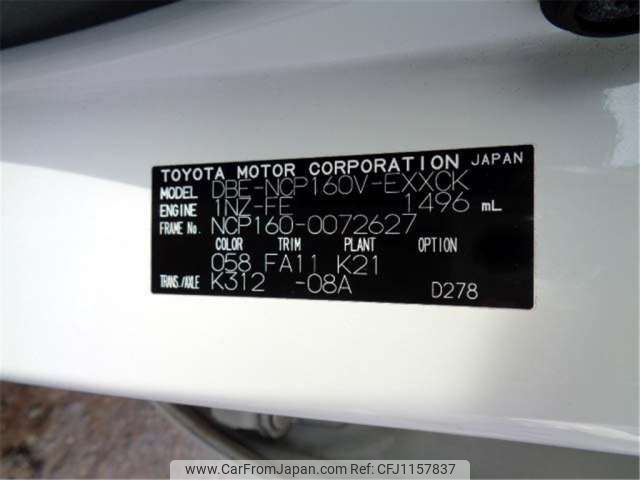 TOYOTA MOTOR CORPORATION JAPAN
MODEL DBE-NCP160V-EXXCK
ENGINE 1NZ-FE 1496 mL
FRAME No. NCP160-0072627
COLOR TRIM PLANT OPTION
058 FA11 K21
TRANS./AXLE K312 -08A D278
www.CarFromJapan.com | CFJ1157837